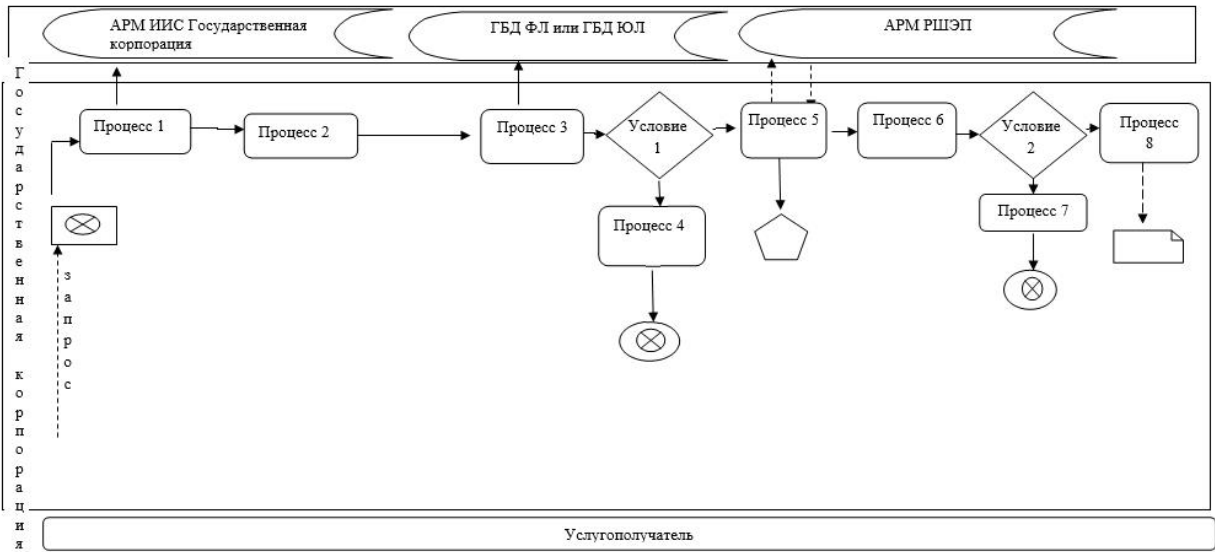 АРМ ИИС Государственная
корпорация
ГБД ФЛ или ГБД ЮЛ
АРМ РШЭП
Государственная корпорация
Процесс 1
Процесс 2
Процесс 3
Условие
1
Процесс 5
Процесс 6
Условие
2
Процесс
8
Процесс 4
Процесс 7
запрос
Услугополучатель